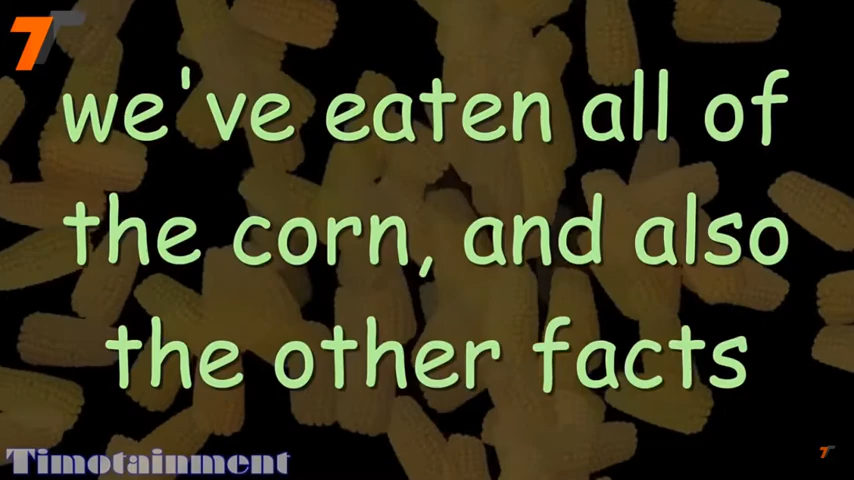 we've eaten all of
the corn, and also
the other facts
Timotainment